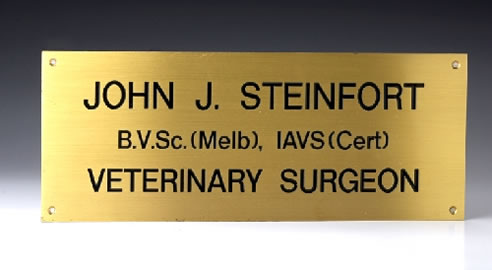 JOHN J. STEINFORT
B.V.Sc.(Melb), IAVS(Cert)
VETERINARY SURGEON